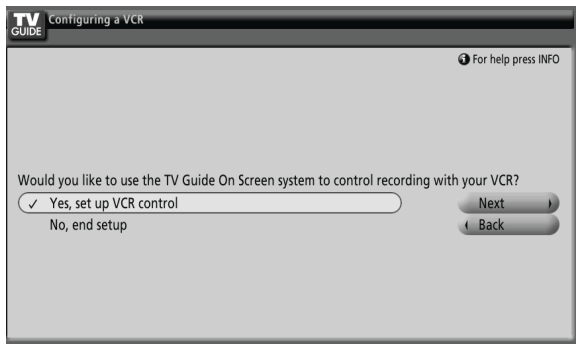 TV
GUIDE
Configuring a VCR
For help press INFO
Would you like to use the TV Guide On Screen system to control recording with your VCR?
✓ Yes, set up VCR control
Next
No, end setup
Back